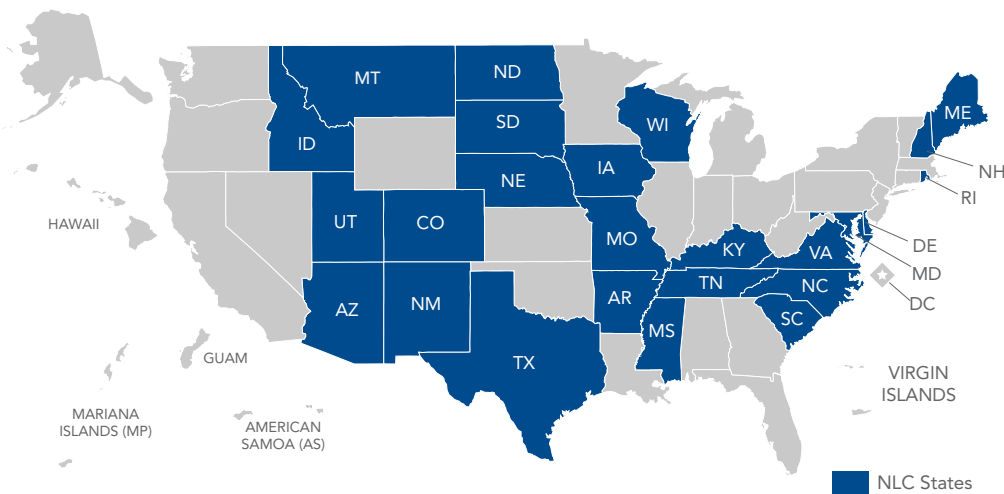 MT
ND
ME
SD
WI
ID
IA
NH
NE
RI
HAWAII
UT
CO
MO
KY
VA
DE
MD
TN
NC
DC
AZ
NM
AR
SC
MS
GUAM
TX
VIRGIN
ISLANDS
MARIANA
ISLANDS (MP)
AMERICAN
SAMOA (AS)
NLC States